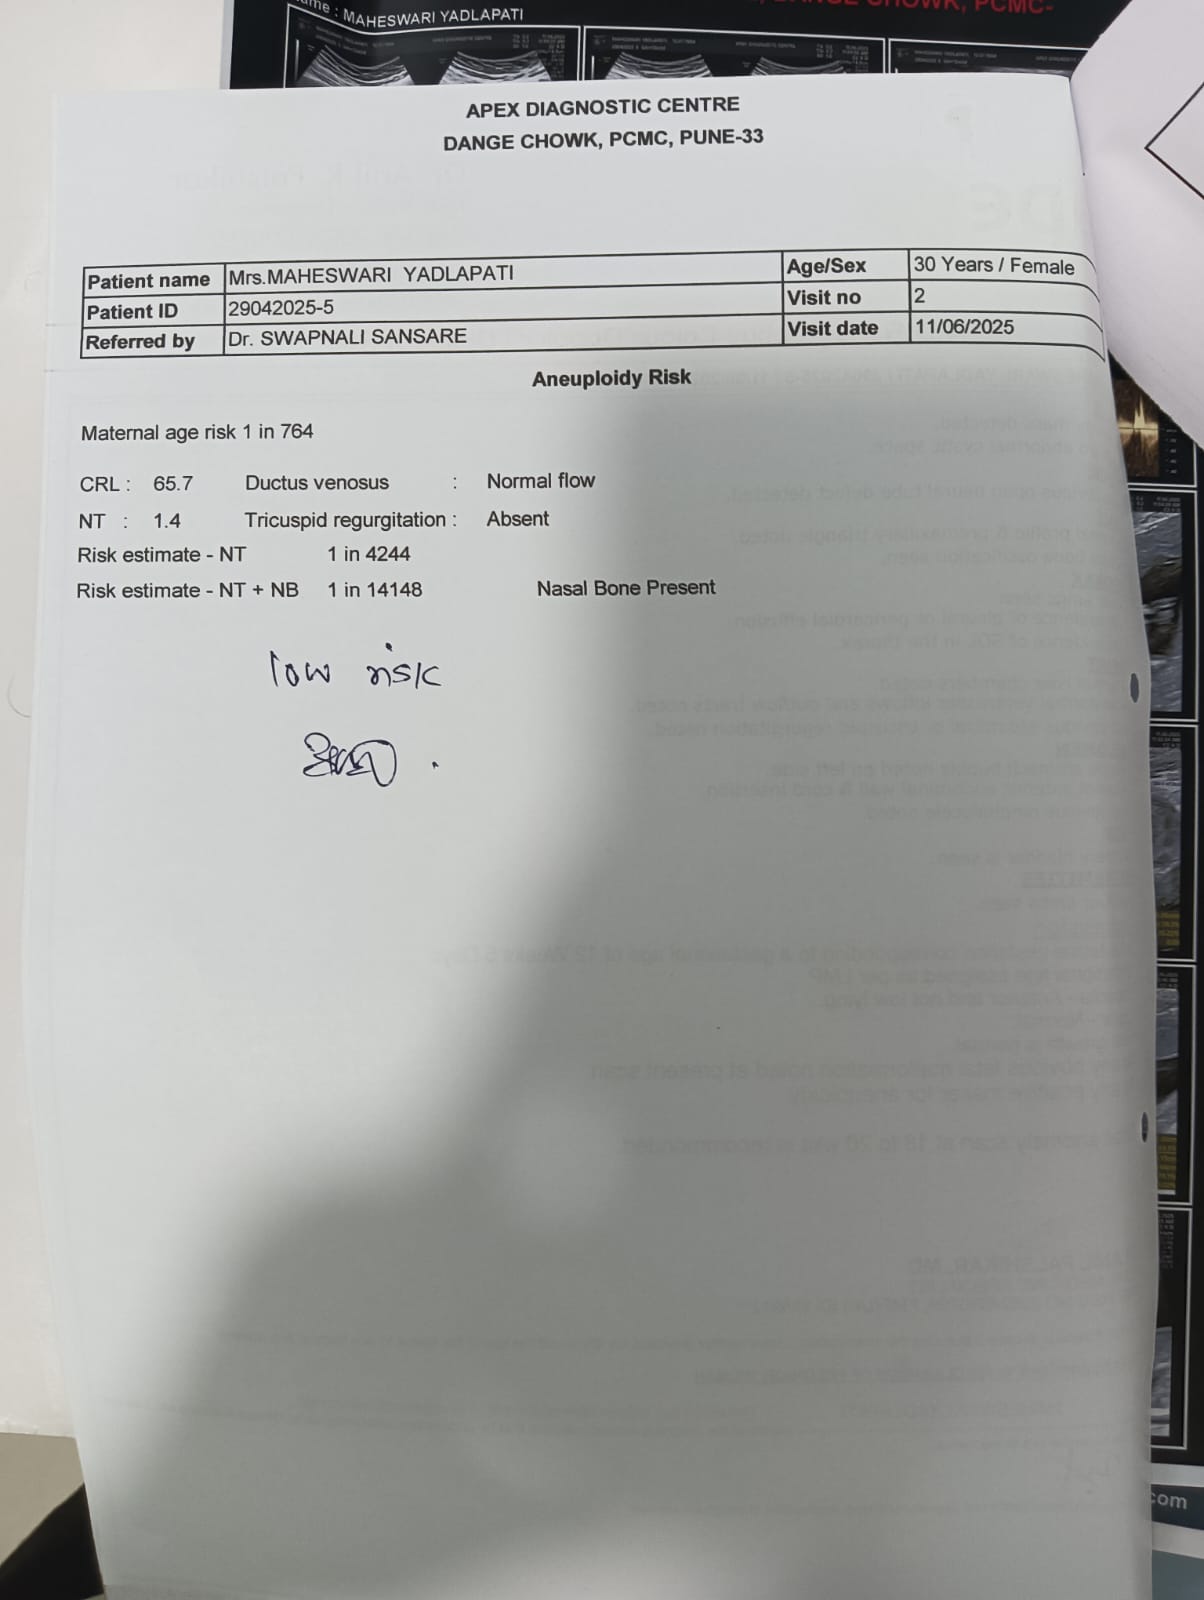 : MAHESWARI YADLAPATI
CHOWK, PCMC-
APEX DIAGNOSTIC CENTRE
DANGE CHOWK, PCMC, PUNE-33
Patient name Mrs.MAHESWARI YADLAPATI Age/Sex 30 Years / Female
Patient ID 29042025-5 Visit no 2
Referred by Dr. SWAPNALI SANSARE Visit date 11/06/2025
Aneuploidy Risk
Maternal age risk 1 in 764
CRL : 65.7 Ductus venosus : Normal flow
NT : 1.4 Tricuspid regurgitation : Absent
Risk estimate - NT 1 in 4244
Risk estimate - NT + NB 1 in 14148 Nasal Bone Present
low risk
com